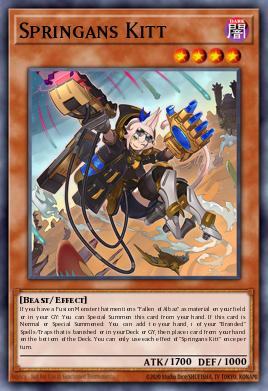 SPRINGANS KITT
DARK
闇
[BEAST/EFFECT]
If you have a Fusion Monster that mentions "Fallen of Albaz" as material on your field
or in your GY: You can Special Summon this card from your hand. If this card is
Normal or Special Summoned: You can add to your hand, 1 of your "Branded"
Spells/Traps that is banished or in your Deck or GY, then place 1 card from your hand
on the bottom of the Deck. You can only use each effect of "Springans Kitt" once per
turn.
ATK/1700 DEF/1000